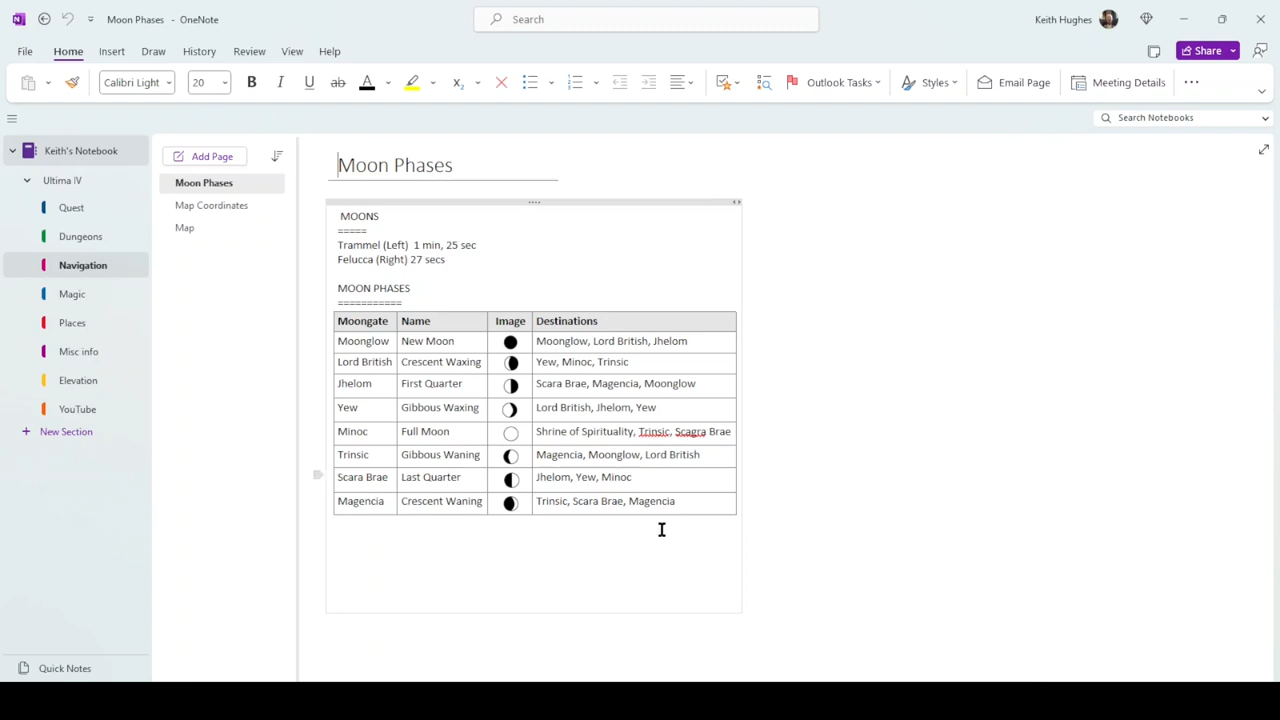 Moon Phases - OneNote
Search
Keith Hughes
File Home Insert Draw History Review View Help
Share
Calibri Light 20 B I U ab A x₂ Outlook Tasks Styles Email Page Meeting Details
Search Notebooks
Keith's Notebook
Ultima IV
Quest
Dungeons
Navigation
Magic
Places
Misc info
Elevation
YouTube
New Section
Quick Notes
Add Page
Moon Phases
Map Coordinates
Map
Moon Phases
MOONS
=====
Trammel (Left) 1 min, 25 sec
Felucca (Right) 27 secs
MOON PHASES
===========
Moongate Name Image Destinations
Moonglow New Moon Moonglow, Lord British, Jhelom
Lord British Crescent Waxing Yew, Minoc, Trinsic
Jhelom First Quarter Scara Brae, Magencia, Moonglow
Yew Gibbous Waxing Lord British, Jhelom, Yew
Minoc Full Moon Shrine of Spirituality, Trinsic, Scagra Brae
Trinsic Gibbous Waning Magencia, Moonglow, Lord British
Scara Brae Last Quarter Jhelom, Yew, Minoc
Magencia Crescent Waning Trinsic, Scara Brae, Magencia